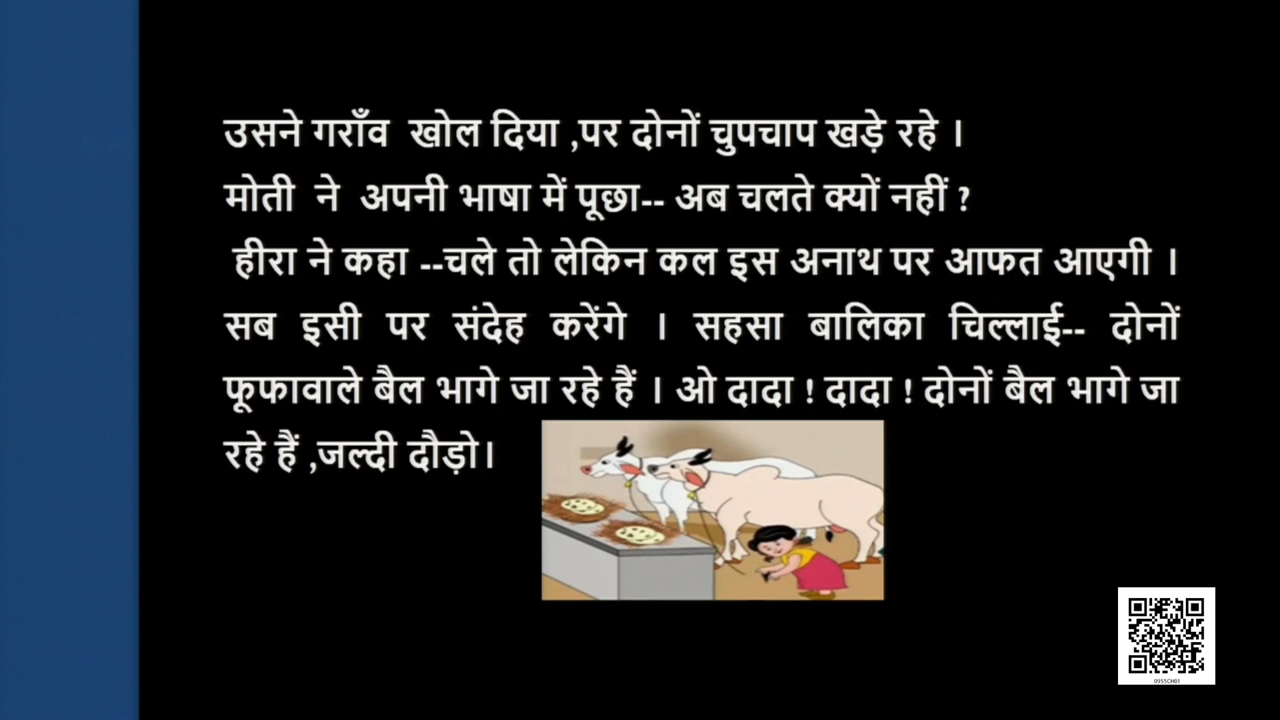 उसने गराँव  खोल दिया ,पर दोनों चुपचाप खड़े रहे ।
मोती  ने  अपनी भाषा में पूछा-- अब चलते क्यों नहीं ?
हीरा ने कहा --चले तो लेकिन कल इस अनाथ पर आफत आएगी ।
सब इसी पर संदेह करेंगे । सहसा बालिका चिल्लाई-- दोनों
फूफावाले बैल भागे जा रहे हैं । ओ दादा ! दादा ! दोनों बैल भागे जा
रहे हैं ,जल्दी दौड़ो।
0955CH01